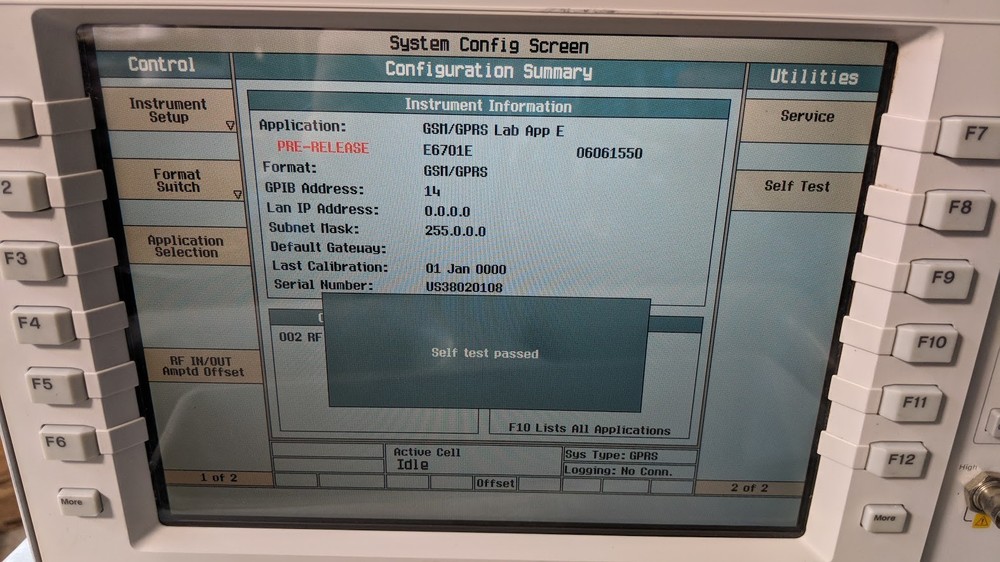 System Config Screen
Control
Configuration Summary
Utilities
Instrument
Setup
Format
Switch
Application
Selection
RF IN/OUT
Amptd Offset
1 of 2
Instrument Information
Application: GSM/GPRS Lab App E
PRE-RELEASE E6701E 06061550
Format: GSM/GPRS
GPIB Address: 14
Lan IP Address: 0.0.0.0
Subnet Mask: 255.0.0.0
Default Gateway:
Last Calibration: 01 Jan 0000
Serial Number: US38020108
002 RF
Self test passed
F10 Lists All Applications
Active Cell
Idle
Sys Type: GPRS
Logging: No Conn.
Offset
Service
Self Test
2 of 2
2
F3
F4
F5
F6
More
F7
F8
F9
F10
F11
F12
More
High